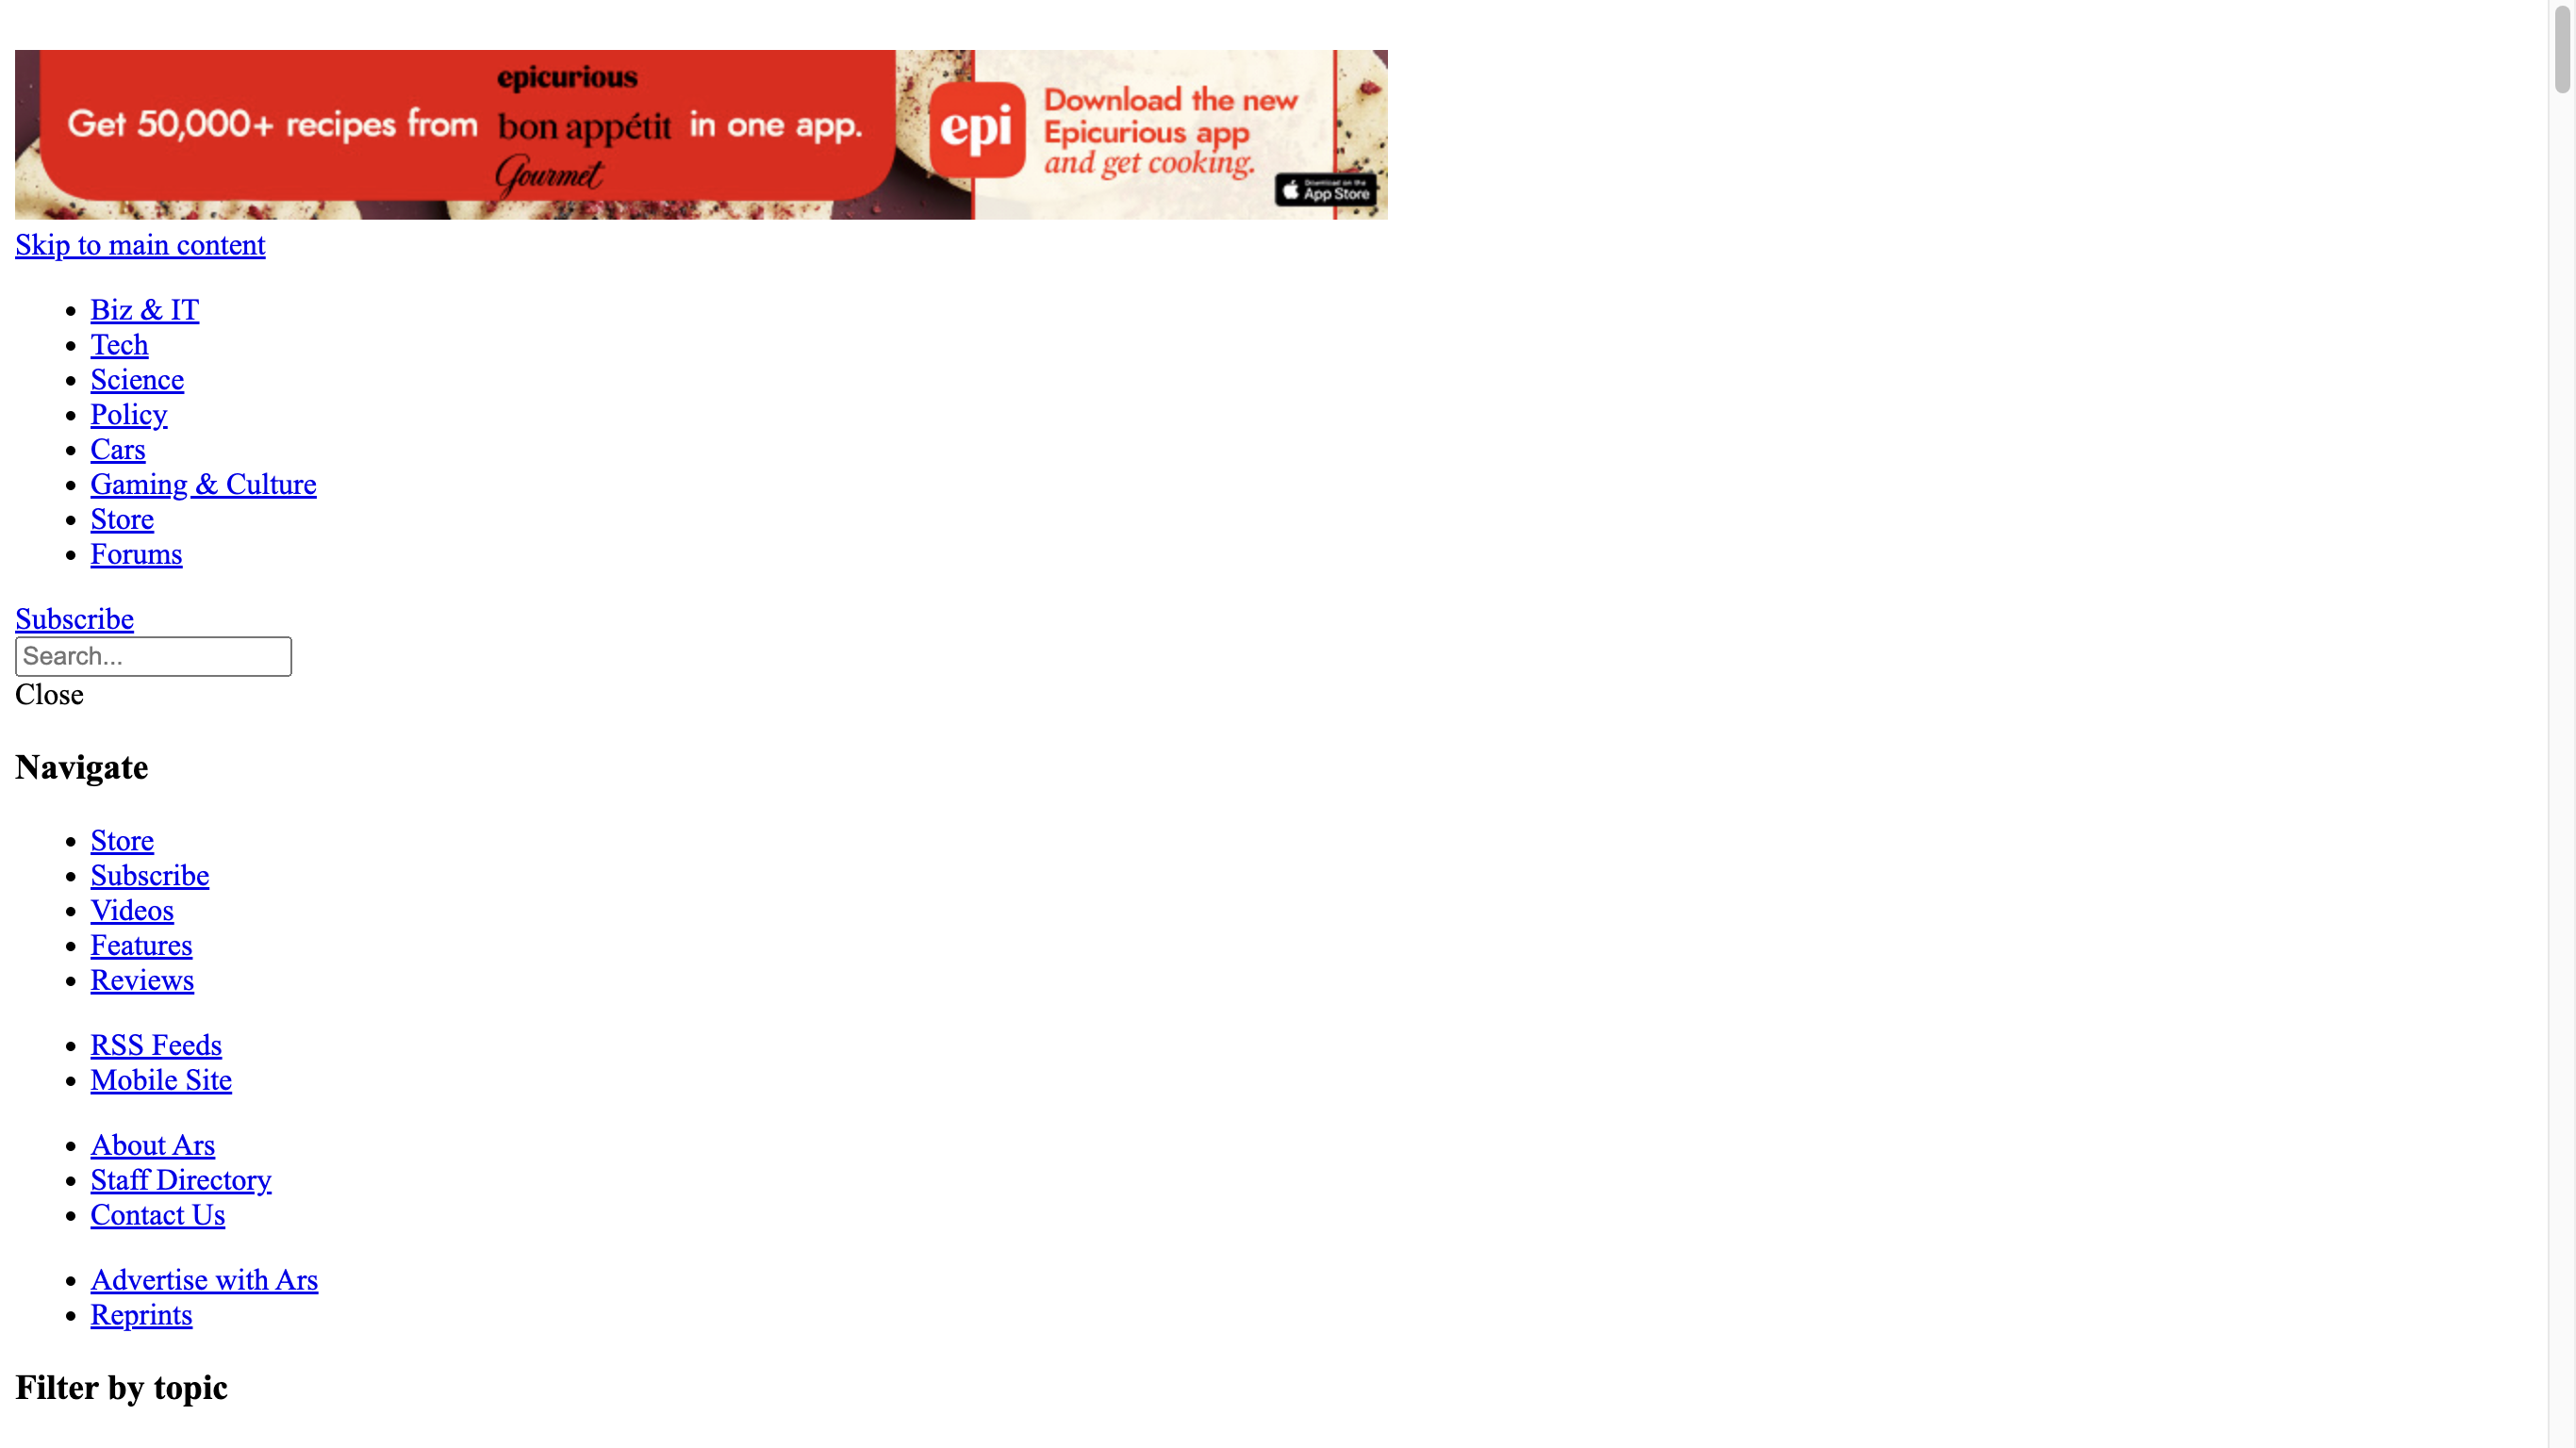 epicurious
Get 50,000+ recipes from bon appétit in one app.
Gourmet
epi
Download the new
Epicurious app
and get cooking.
Download on the
App Store
Skip to main content
Biz & IT
Tech
Science
Policy
Cars
Gaming & Culture
Store
Forums
Subscribe
Search...
Close
Navigate
Store
Subscribe
Videos
Features
Reviews
RSS Feeds
Mobile Site
About Ars
Staff Directory
Contact Us
Advertise with Ars
Reprints
Filter by topic